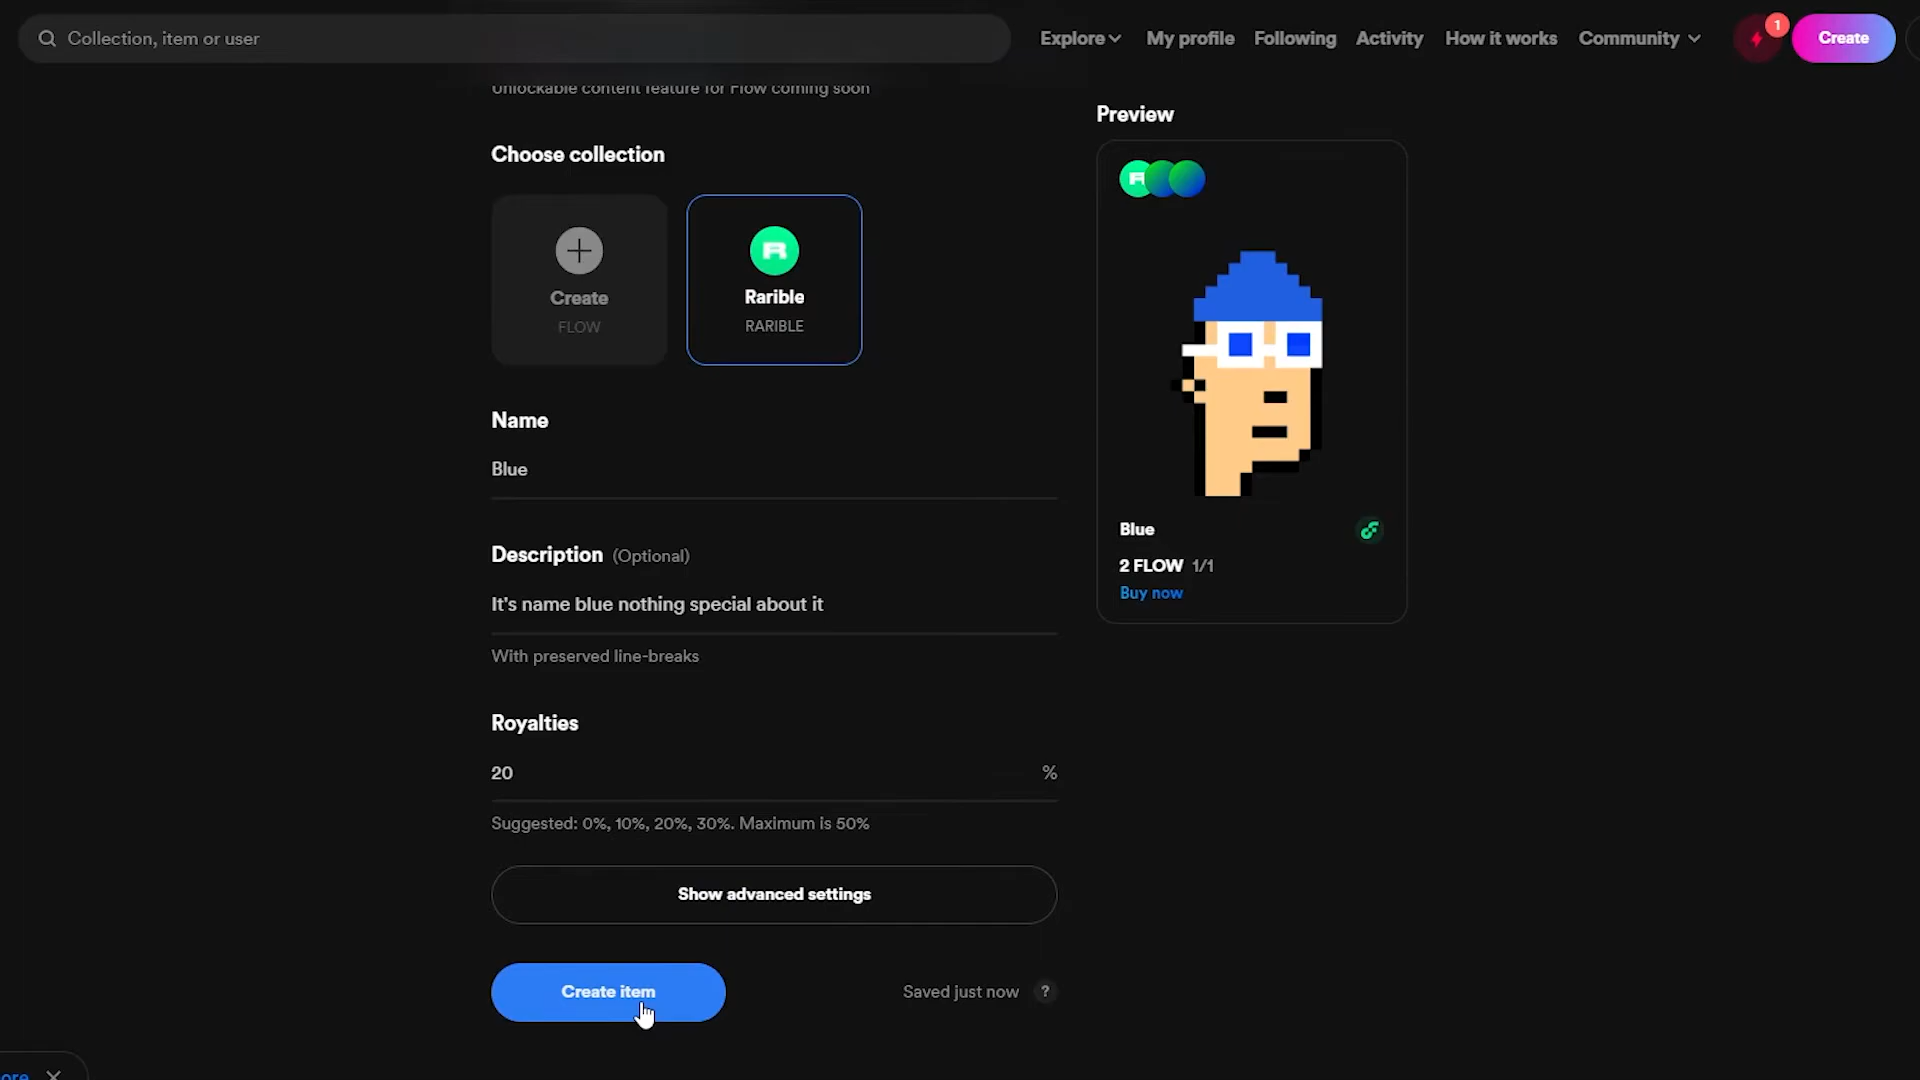 Collection, item or user
Explore
My profile
Following
Activity
How it works
Community
1
Create
Unlockable content feature for Flow coming soon
Choose collection
Create
FLOW
Rarible
RARIBLE
Name
Blue
Description (Optional)
It's name blue nothing special about it
With preserved line-breaks
Royalties
20 %
Suggested: 0%, 10%, 20%, 30%. Maximum is 50%
Show advanced settings
Create item
Saved just now ?
Preview
Blue
2 FLOW 1/1
Buy now